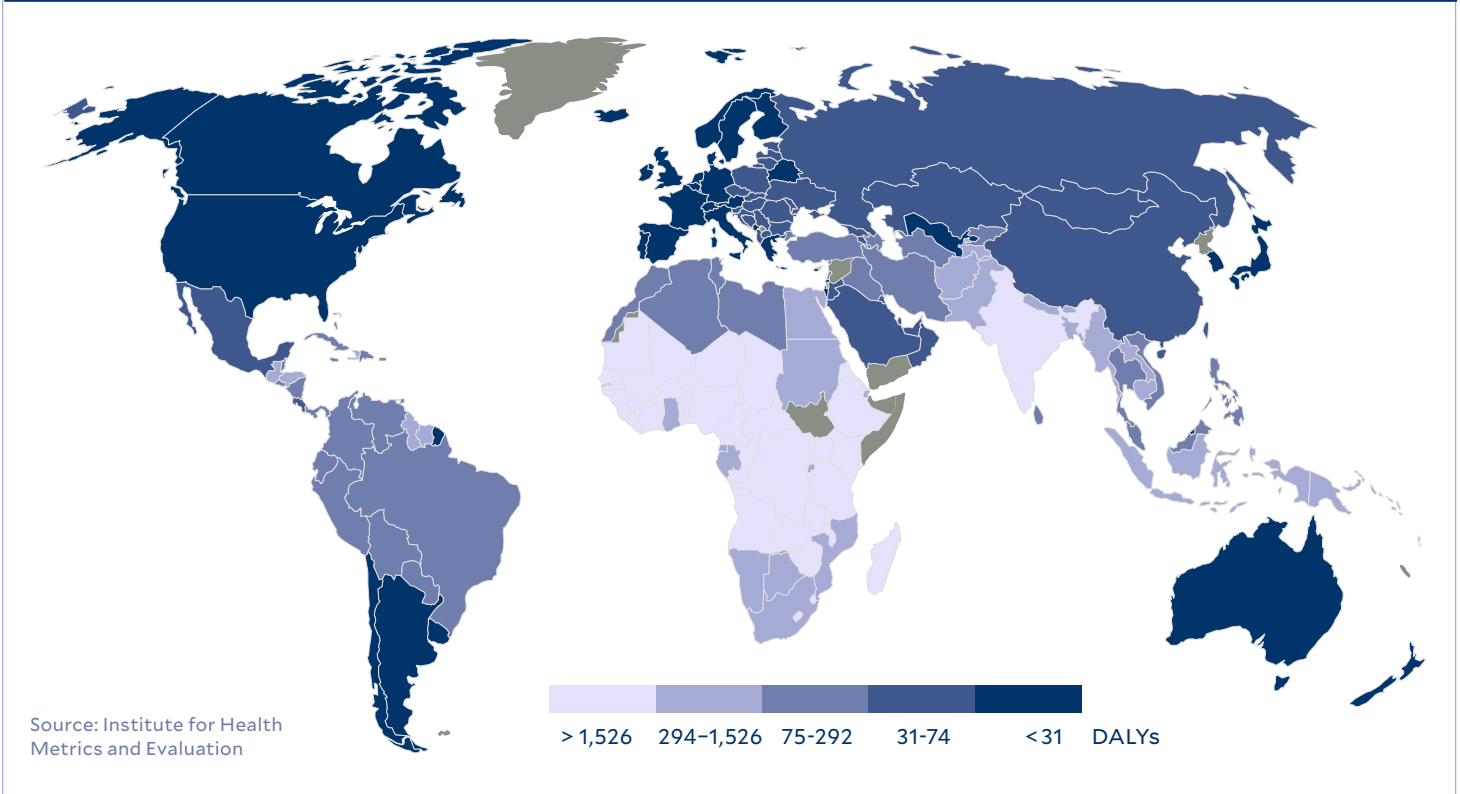 > 1,526 294–1,526 75-292 31-74 <31 DALYs
Source: Institute for Health
Metrics and Evaluation